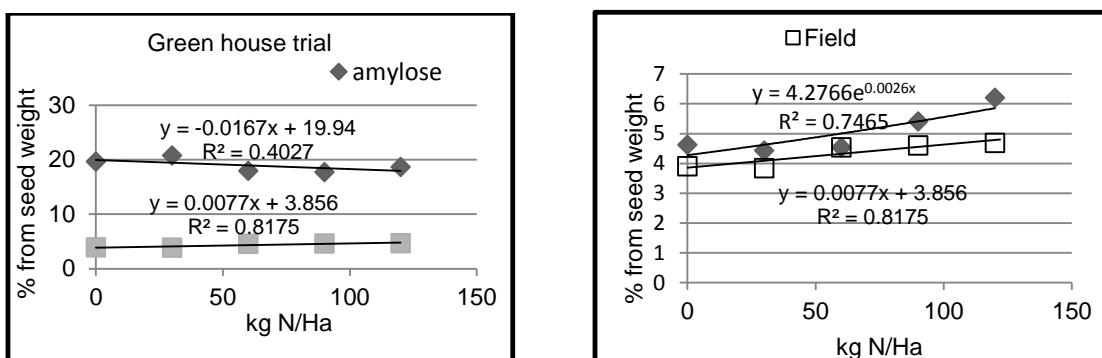 Green house trial
amylose
% from seed weight
30
20
10
0
y = -0.0167x + 19.94
R² = 0.4027
y = 0.0077x + 3.856
R² = 0.8175
0 50 100 150
kg N/Ha
Field
% from seed weight
7
6
5
4
3
2
1
0
y = 4.2766e^0.0026x
R² = 0.7465
y = 0.0077x + 3.856
R² = 0.8175
0 50 100 150
kg N/Ha